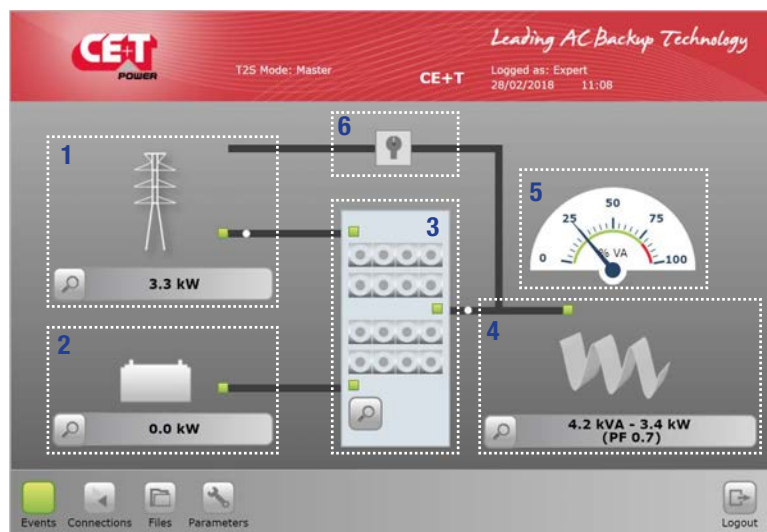 CE+T
POWER
Leading AC Backup Technology
T2S Mode: Master
CE+T
Logged as: Expert
28/02/2018 11:08
1
6
5
0
25
50
75
100
% VA
3
3.3 kW
2
4
0.0 kW
4.2 kVA - 3.4 kW
(PF 0.7)
Events
Connections
Files
Parameters
Logout